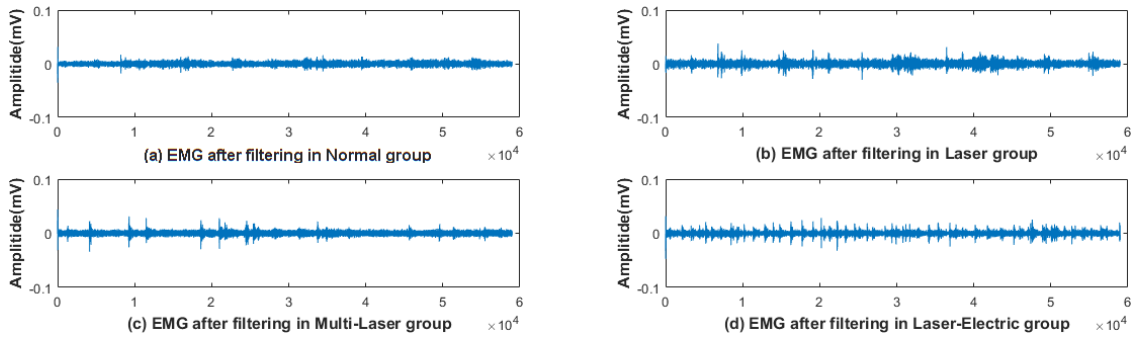 0.1
0
-0.1
Amplitide(mV)
0 1 2 3 4 5 6
×10^4
(a) EMG after filtering in Normal group
0.1
0
-0.1
Amplitide(mV)
0 1 2 3 4 5 6
×10^4
(b) EMG after filtering in Laser group
0.1
0
-0.1
Amplitide(mV)
0 1 2 3 4 5 6
×10^4
(c) EMG after filtering in Multi-Laser group
0.1
0
-0.1
Amplitide(mV)
0 1 2 3 4 5 6
×10^4
(d) EMG after filtering in Laser-Electric group